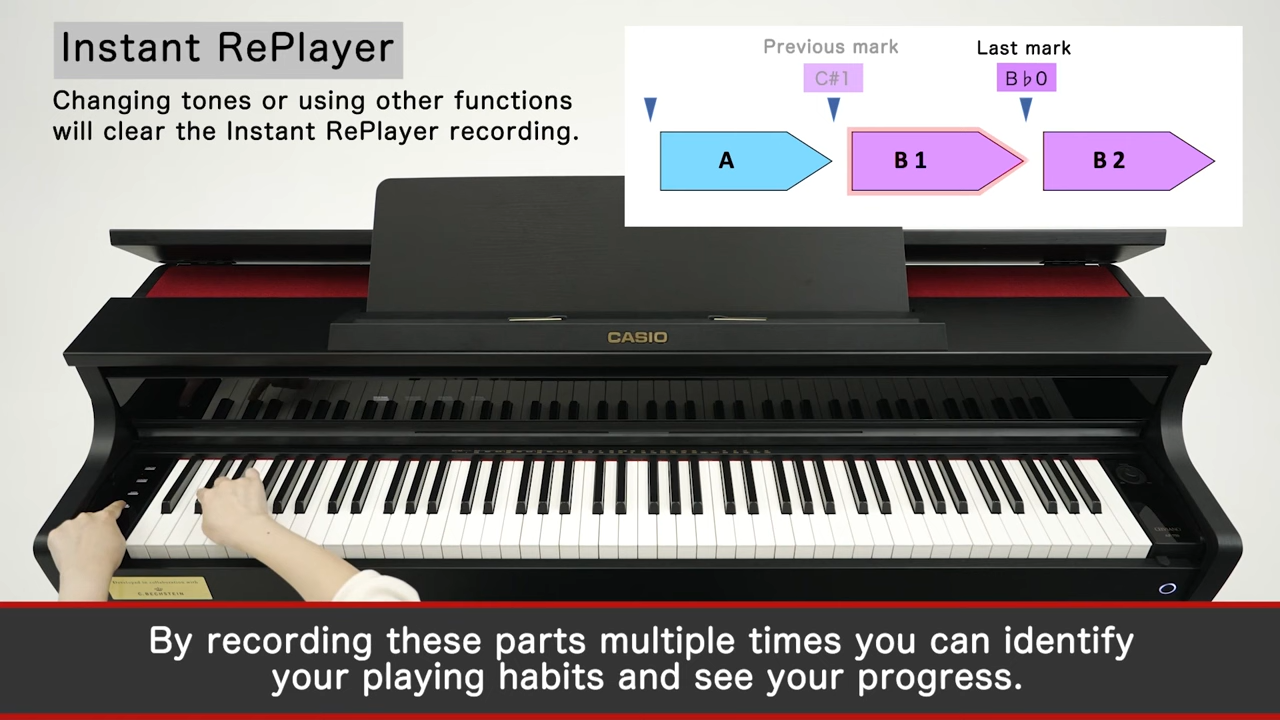 Instant RePlayer
Changing tones or using other functions
will clear the Instant RePlayer recording.
Previous mark
C#1
Last mark
B♭0
A
B 1
B 2
CASIO
C. BECHSTEIN
By recording these parts multiple times you can identify
your playing habits and see your progress.